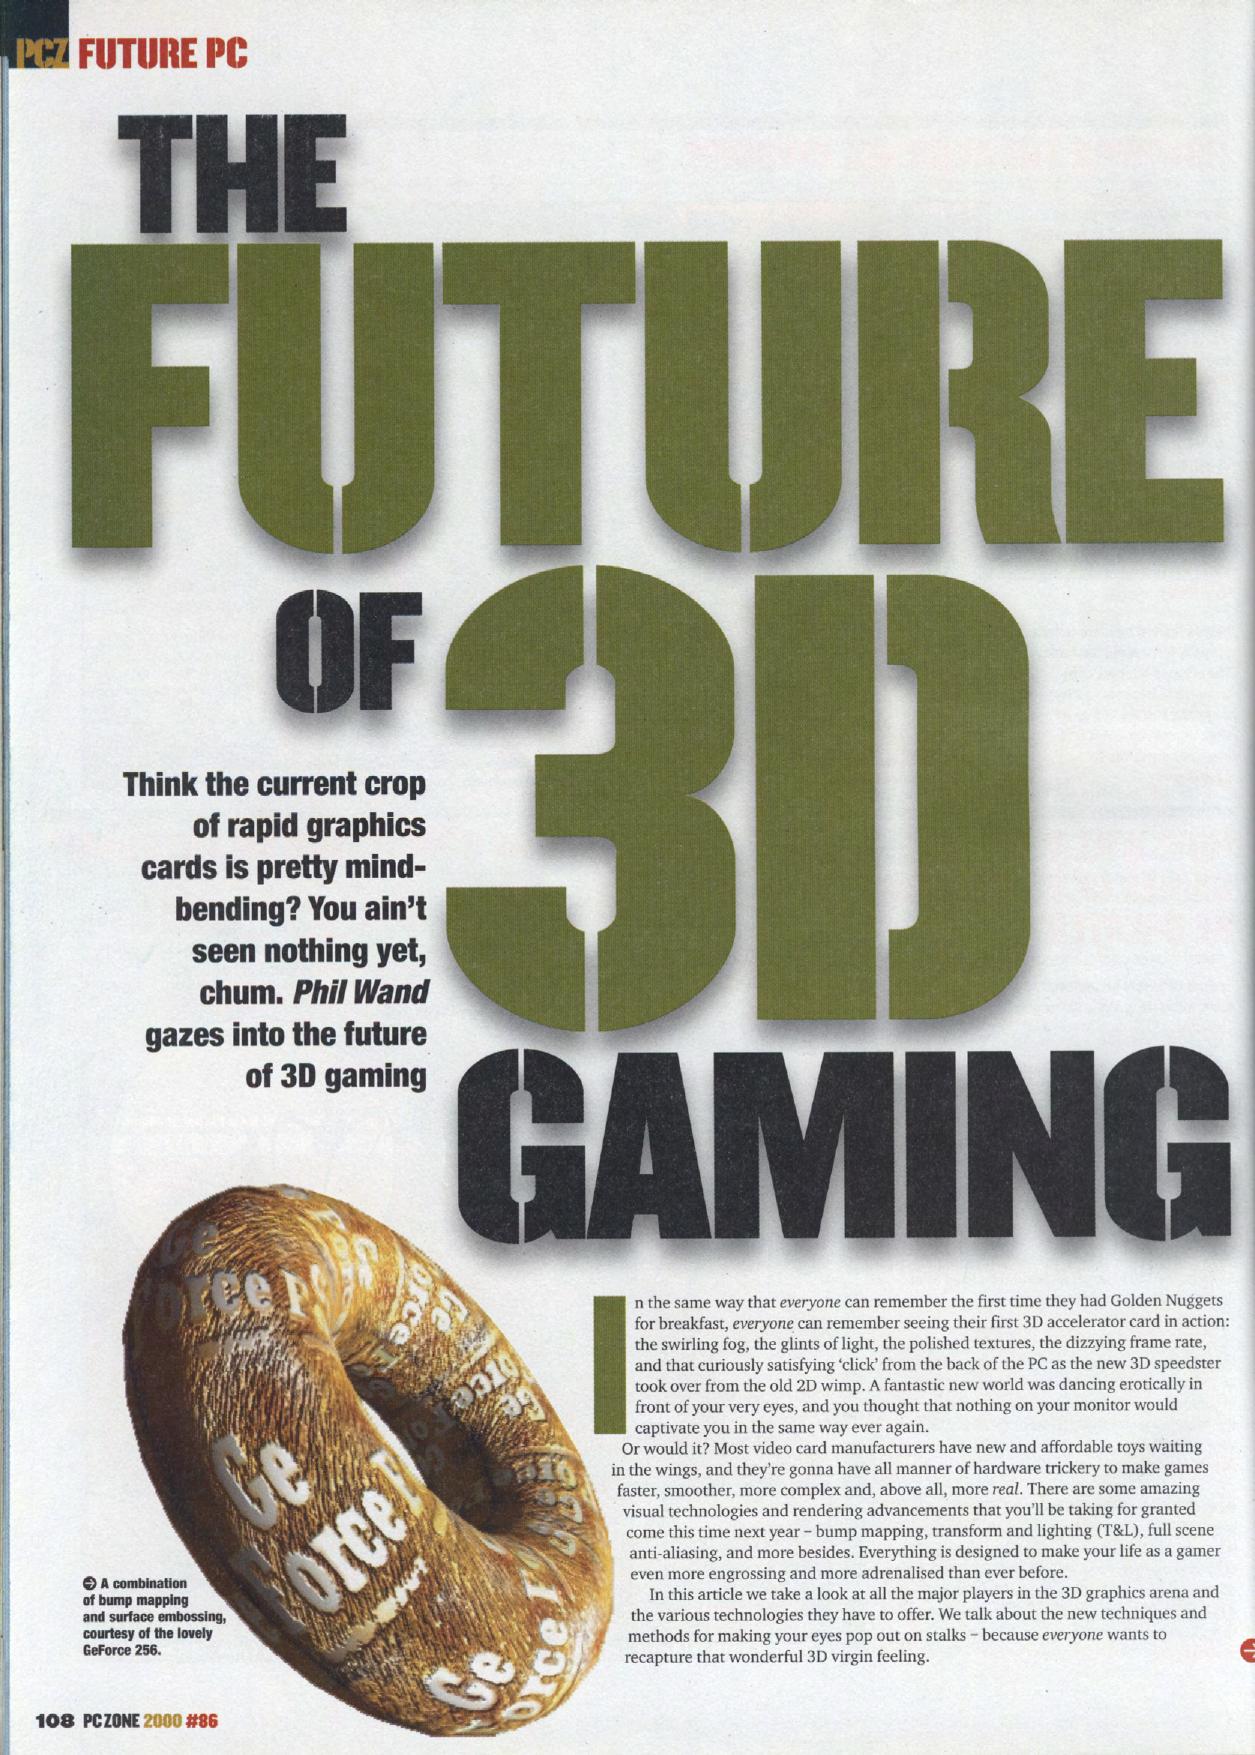 PCZ FUTURE PC
THE
FUTURE
OF 3D
GAMING
Think the current crop
of rapid graphics
cards is pretty mind-
bending? You ain't
seen nothing yet,
chum. Phil Wand
gazes into the future
of 3D gaming
In the same way that everyone can remember the first time they had Golden Nuggets
for breakfast, everyone can remember seeing their first 3D accelerator card in action:
the swirling fog, the glints of light, the polished textures, the dizzying frame rate,
and that curiously satisfying 'click' from the back of the PC as the new 3D speedster
took over from the old 2D wimp. A fantastic new world was dancing erotically in
front of your very eyes, and you thought that nothing on your monitor would
captivate you in the same way ever again.
Or would it? Most video card manufacturers have new and affordable toys waiting
in the wings, and they're gonna have all manner of hardware trickery to make games
faster, smoother, more complex and, above all, more real. There are some amazing
visual technologies and rendering advancements that you'll be taking for granted
come this time next year – bump mapping, transform and lighting (T&L), full scene
anti-aliasing, and more besides. Everything is designed to make your life as a gamer
even more engrossing and more adrenalised than ever before.
In this article we take a look at all the major players in the 3D graphics arena and
the various technologies they have to offer. We talk about the new techniques and
methods for making your eyes pop out on stalks – because everyone wants to
recapture that wonderful 3D virgin feeling.
Ge
Force
Ge
Force
Ge
Force
A combination
of bump mapping
and surface embossing,
courtesy of the lovely
GeForce 256.
108 PCZONE 2000 #86